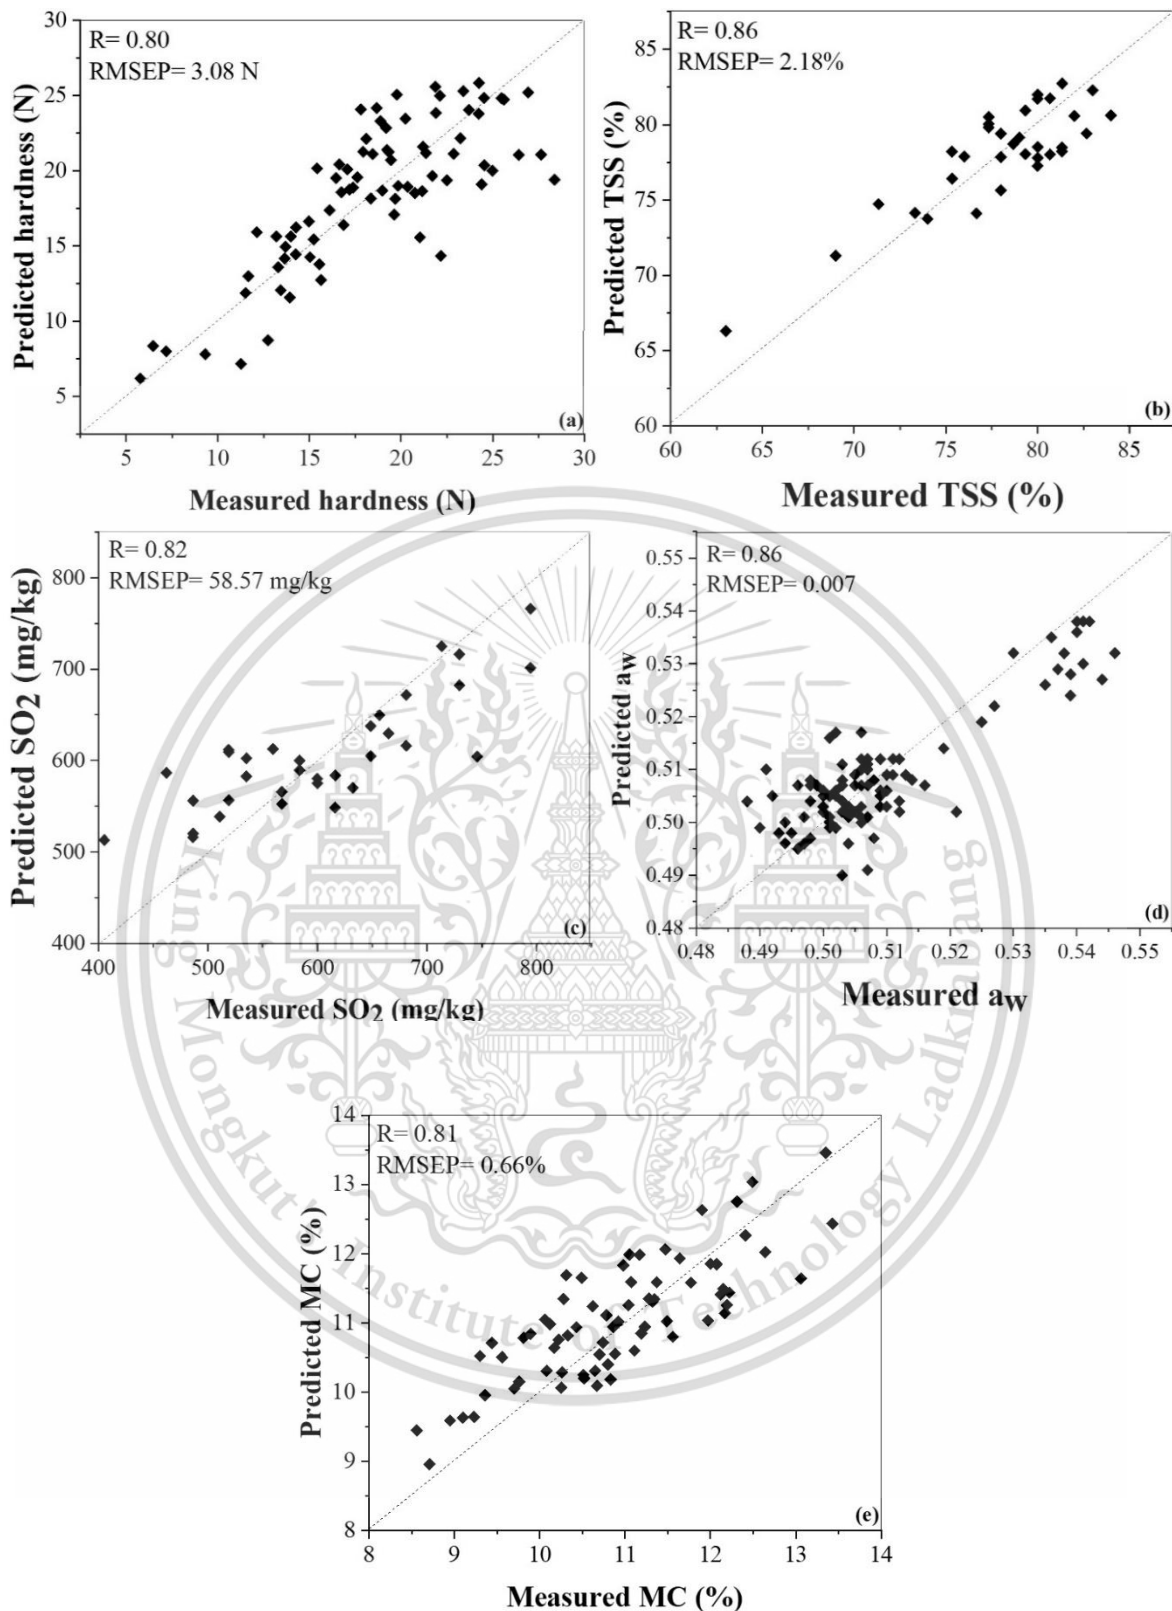 R= 0.80
RMSEP= 3.08 N
Predicted hardness (N)
30
25
20
15
10
5
5 10 15 20 25 30
Measured hardness (N)
(a)
R= 0.86
RMSEP= 2.18%
Predicted TSS (%)
85
80
75
70
65
60
60 65 70 75 80 85
Measured TSS (%)
(b)
R= 0.82
RMSEP= 58.57 mg/kg
Predicted SO2 (mg/kg)
800
700
600
500
400
400 500 600 700 800
Measured SO2 (mg/kg)
(c)
R= 0.86
RMSEP= 0.007
Predicted aw
0.55
0.54
0.53
0.52
0.51
0.50
0.49
0.48
0.48 0.49 0.50 0.51 0.52 0.53 0.54 0.55
Measured aw
(d)
R= 0.81
RMSEP= 0.66%
Predicted MC (%)
14
13
12
11
10
9
8
8 9 10 11 12 13 14
Measured MC (%)
(e)
King Mongkut's Institute of Technology Ladkrabang